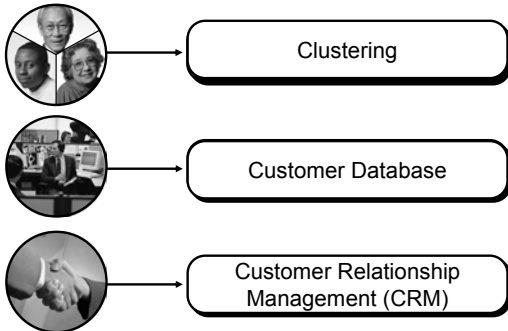 Clustering
Customer Database
Customer Relationship
Management (CRM)